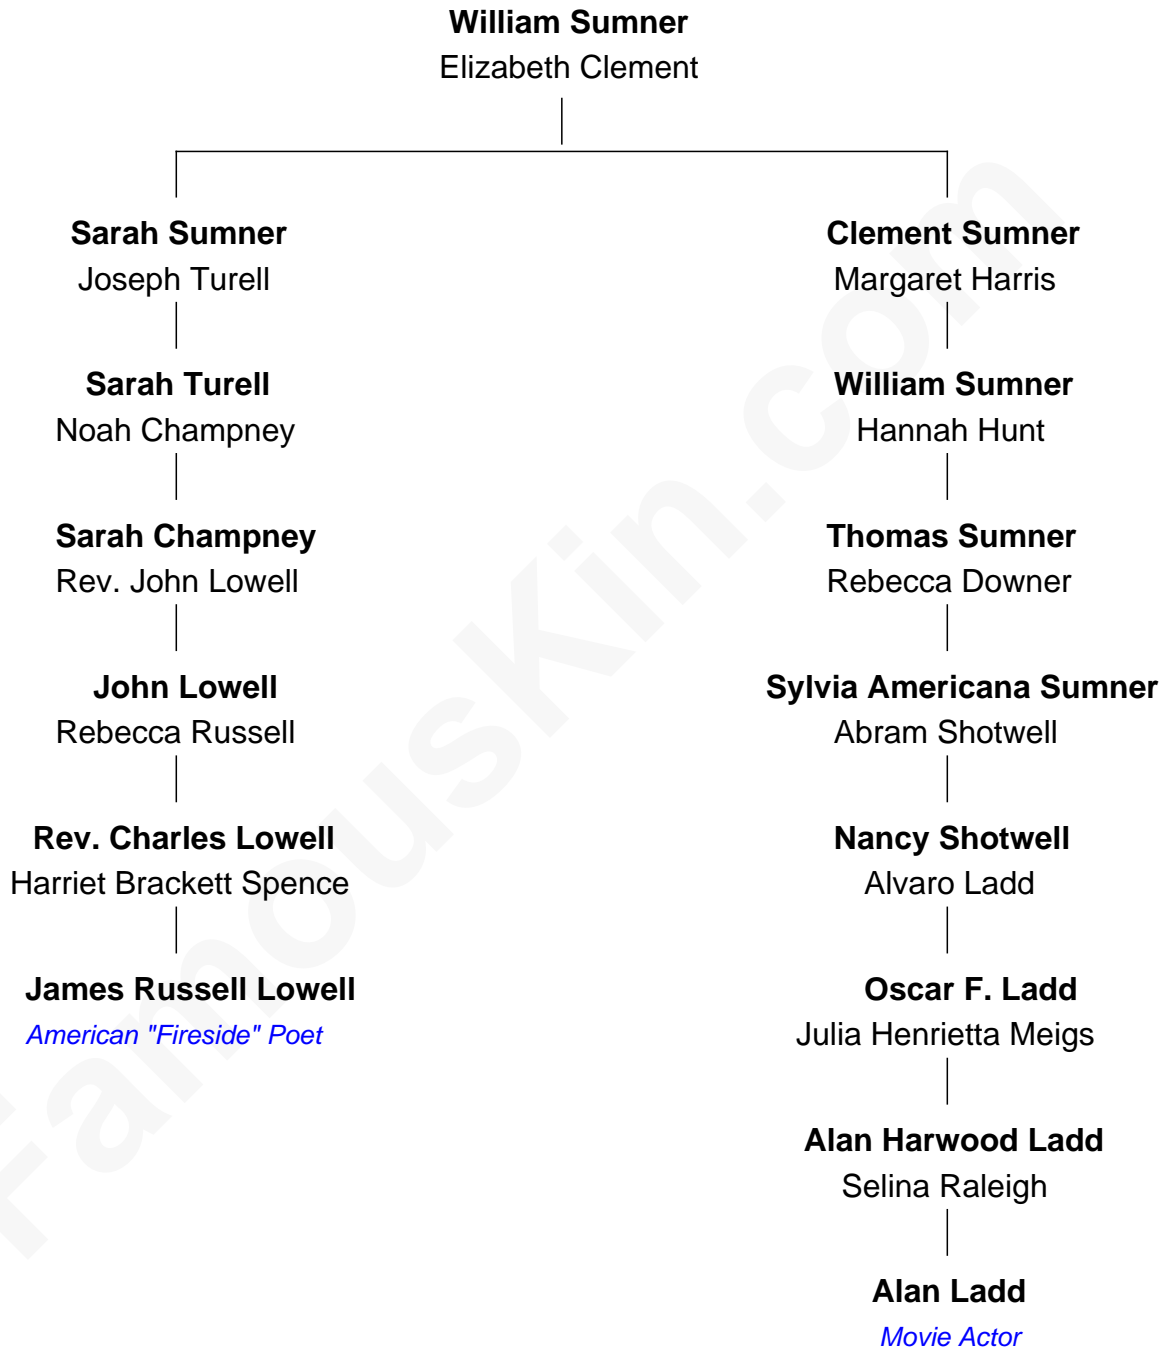 William Sumner
Elizabeth Clement
Sarah Sumner
Joseph Turell
Clement Sumner
Margaret Harris
Sarah Turell
Noah Champney
William Sumner
Hannah Hunt
Sarah Champney
Rev. John Lowell
Thomas Sumner
Rebecca Downer
John Lowell
Rebecca Russell
Sylvia Americana Sumner
Abram Shotwell
Rev. Charles Lowell
Harriet Brackett Spence
Nancy Shotwell
Alvaro Ladd
James Russell Lowell
American "Fireside" Poet
Oscar F. Ladd
Julia Henrietta Meigs
Alan Harwood Ladd
Selina Raleigh
Alan Ladd
Movie Actor
FamousKin.com